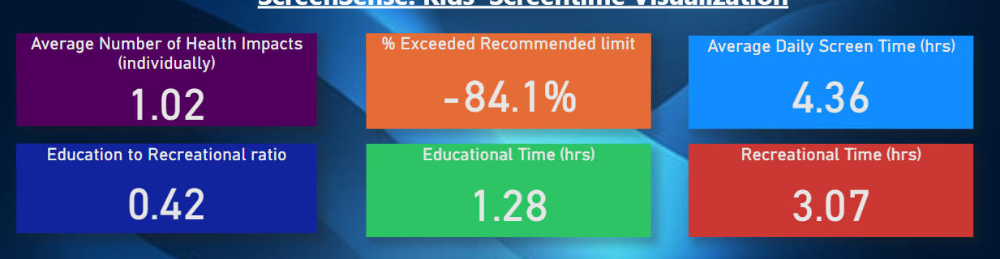 ScreenSense: Kids' Screentime Visualization
Average Number of Health Impacts
(individually)
1.02
% Exceeded Recommended limit
-84.1%
Average Daily Screen Time (hrs)
4.36
Education to Recreational ratio
0.42
Educational Time (hrs)
1.28
Recreational Time (hrs)
3.07